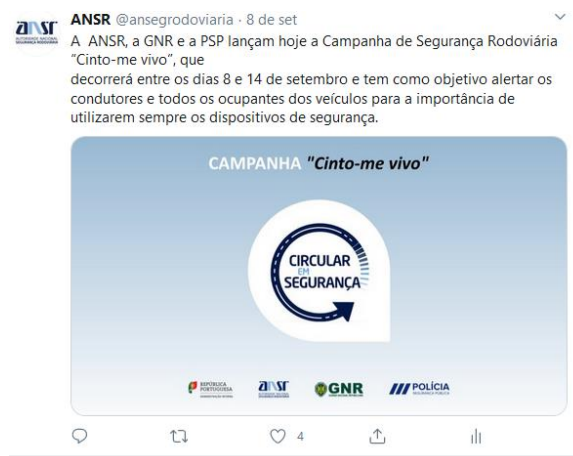 ANSR @ansegrodoviaria · 8 de set
A ANSR, a GNR e a PSP lançam hoje a Campanha de Segurança Rodoviária
"Cinto-me vivo", que
decorrerá entre os dias 8 e 14 de setembro e tem como objetivo alertar os
condutores e todos os ocupantes dos veículos para a importância de
utilizarem sempre os dispositivos de segurança.
CAMPANHA "Cinto-me vivo"
CIRCULAR
EM
SEGURANÇA
REPÚBLICA
PORTUGUESA
ansr
GNR
POLÍCIA
SEGURANÇA PÚBLICA
4